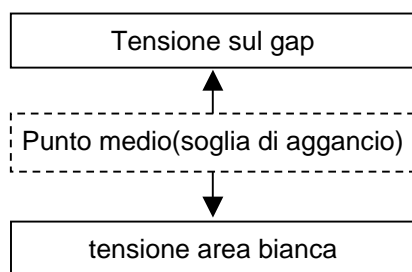 Tensione sul gap
Punto medio(soglia di aggancio)
tensione area bianca